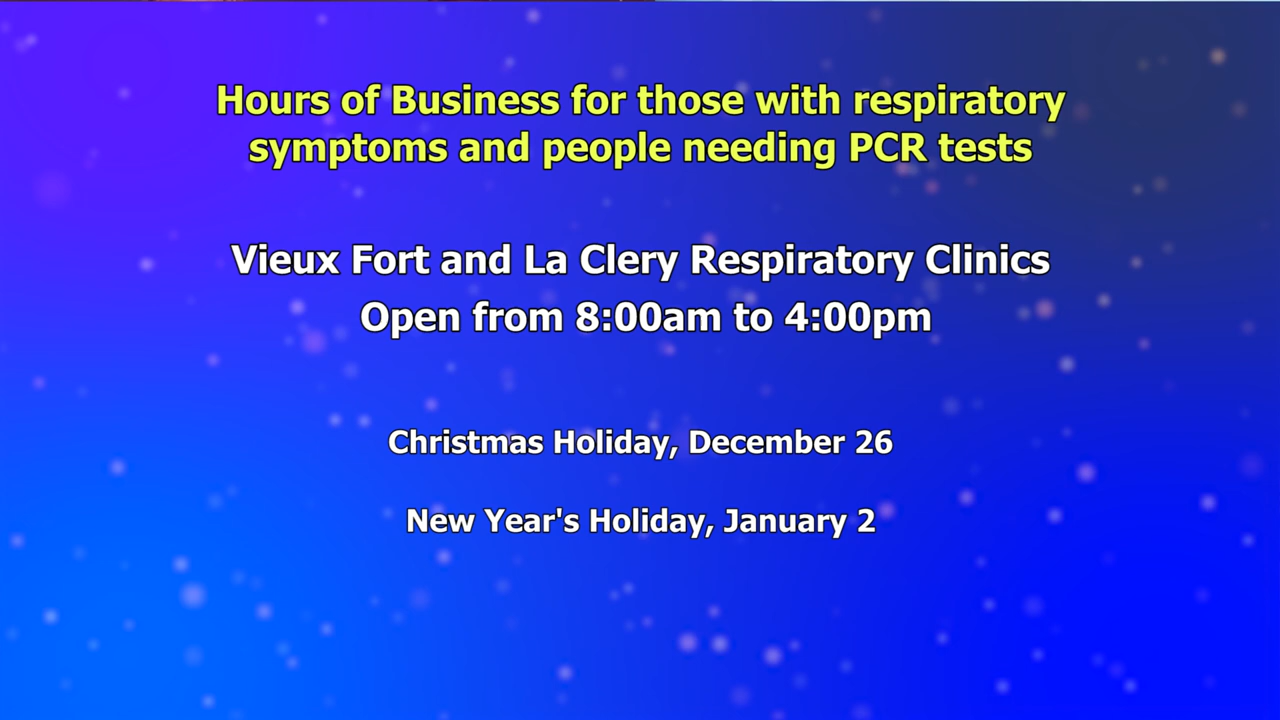 Hours of Business for those with respiratory
symptoms and people needing PCR tests
Vieux Fort and La Clery Respiratory Clinics
Open from 8:00am to 4:00pm
Christmas Holiday, December 26
New Year's Holiday, January 2